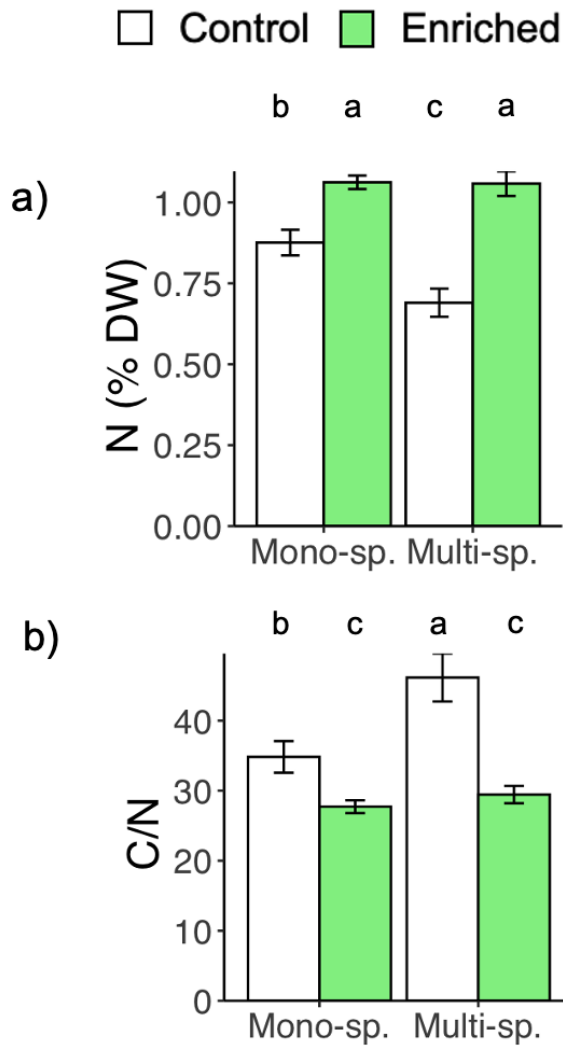 Control Enriched
b a c a
a)
1.00
0.75
0.50
0.25
0.00
N (% DW)
Mono-sp. Multi-sp.
b)
b c a c
40
30
20
10
0
C/N
Mono-sp. Multi-sp.